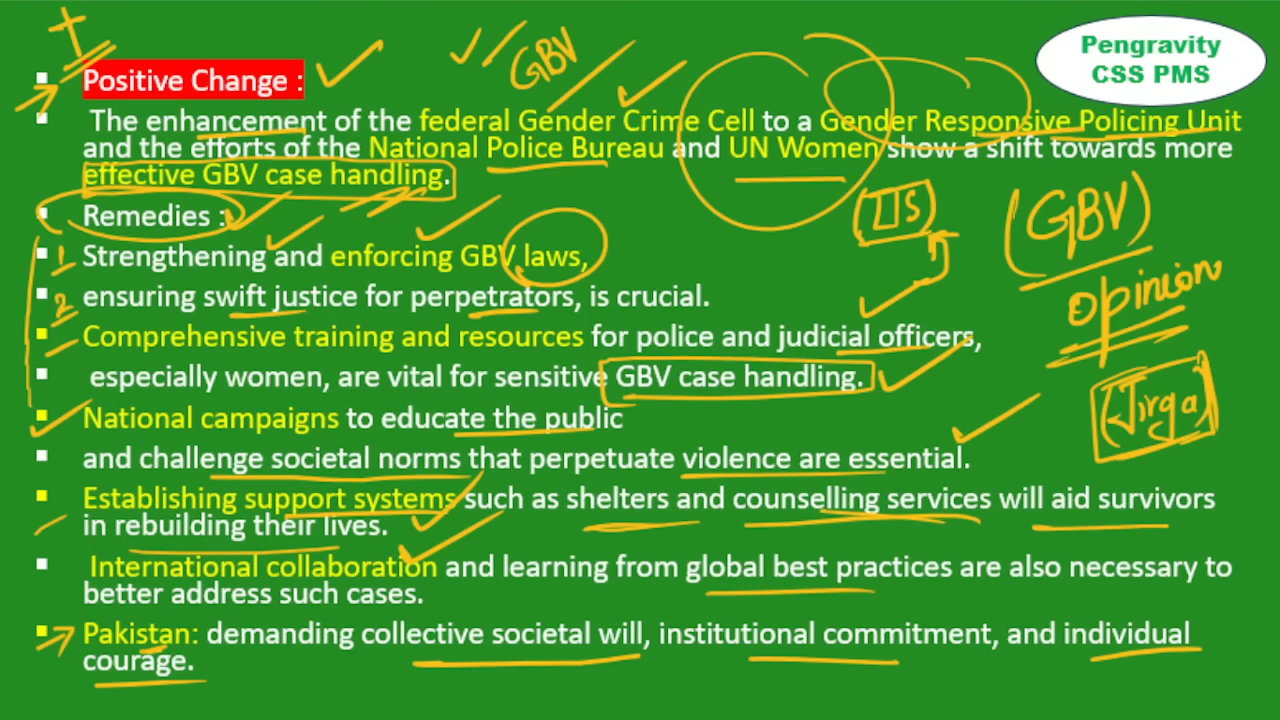 Pengravity
CSS PMS
+
GBV
Positive Change :
The enhancement of the federal Gender Crime Cell to a Gender Responsive Policing Unit
and the efforts of the National Police Bureau and UN Women show a shift towards more
effective GBV case handling.
Remedies :
1 Strengthening and enforcing GBV laws,
2 ensuring swift justice for perpetrators, is crucial.
Comprehensive training and resources for police and judicial officers,
especially women, are vital for sensitive GBV case handling.
National campaigns to educate the public
and challenge societal norms that perpetuate violence are essential.
Establishing support systems such as shelters and counselling services will aid survivors
in rebuilding their lives.
International collaboration and learning from global best practices are also necessary to
better address such cases.
Pakistan: demanding collective societal will, institutional commitment, and individual
courage.
(GBV)
opinion
(Jirga)